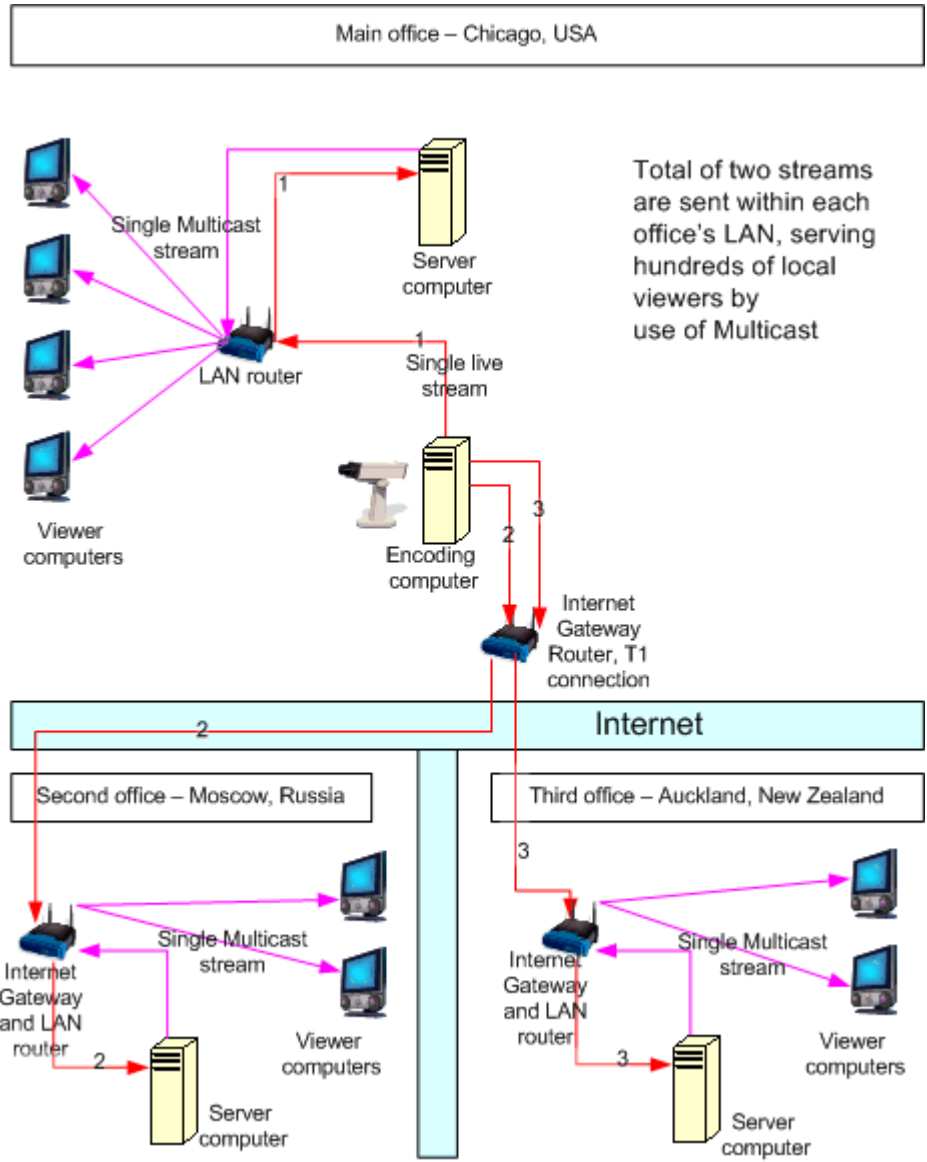 Main office – Chicago, USA
Total of two streams
are sent within each
office's LAN, serving
hundreds of local
viewers by
use of Multicast
1
Single Multicast
stream
Server
computer
1
Single live
stream
LAN router
Viewer
computers
3
2
Encoding
computer
Internet
Gateway
Router, T1
connection
Internet
2
Second office – Moscow, Russia
Third office – Auckland, New Zealand
3
Single Multicast
stream
Internet
Gateway
and LAN
router
2
Viewer
computers
Server
computer
Single Multicast
stream
Internet
Gateway
and LAN
router
3
Viewer
computers
Server
computer